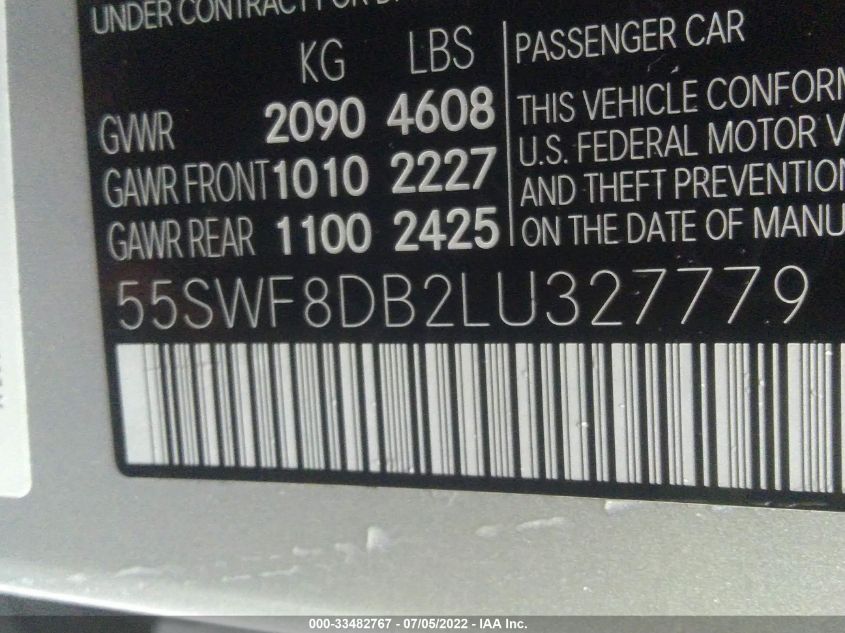 UNDER CONTRACT FOR
KG LBS
GVWR 2090 4608
GAWR FRONT 1010 2227
GAWR REAR 1100 2425
PASSENGER CAR
THIS VEHICLE CONFORM
U.S. FEDERAL MOTOR V
AND THEFT PREVENTION
ON THE DATE OF MANU
55SWF8DB2LU327779
000-33482767 - 07/05/2022 - IAA Inc.